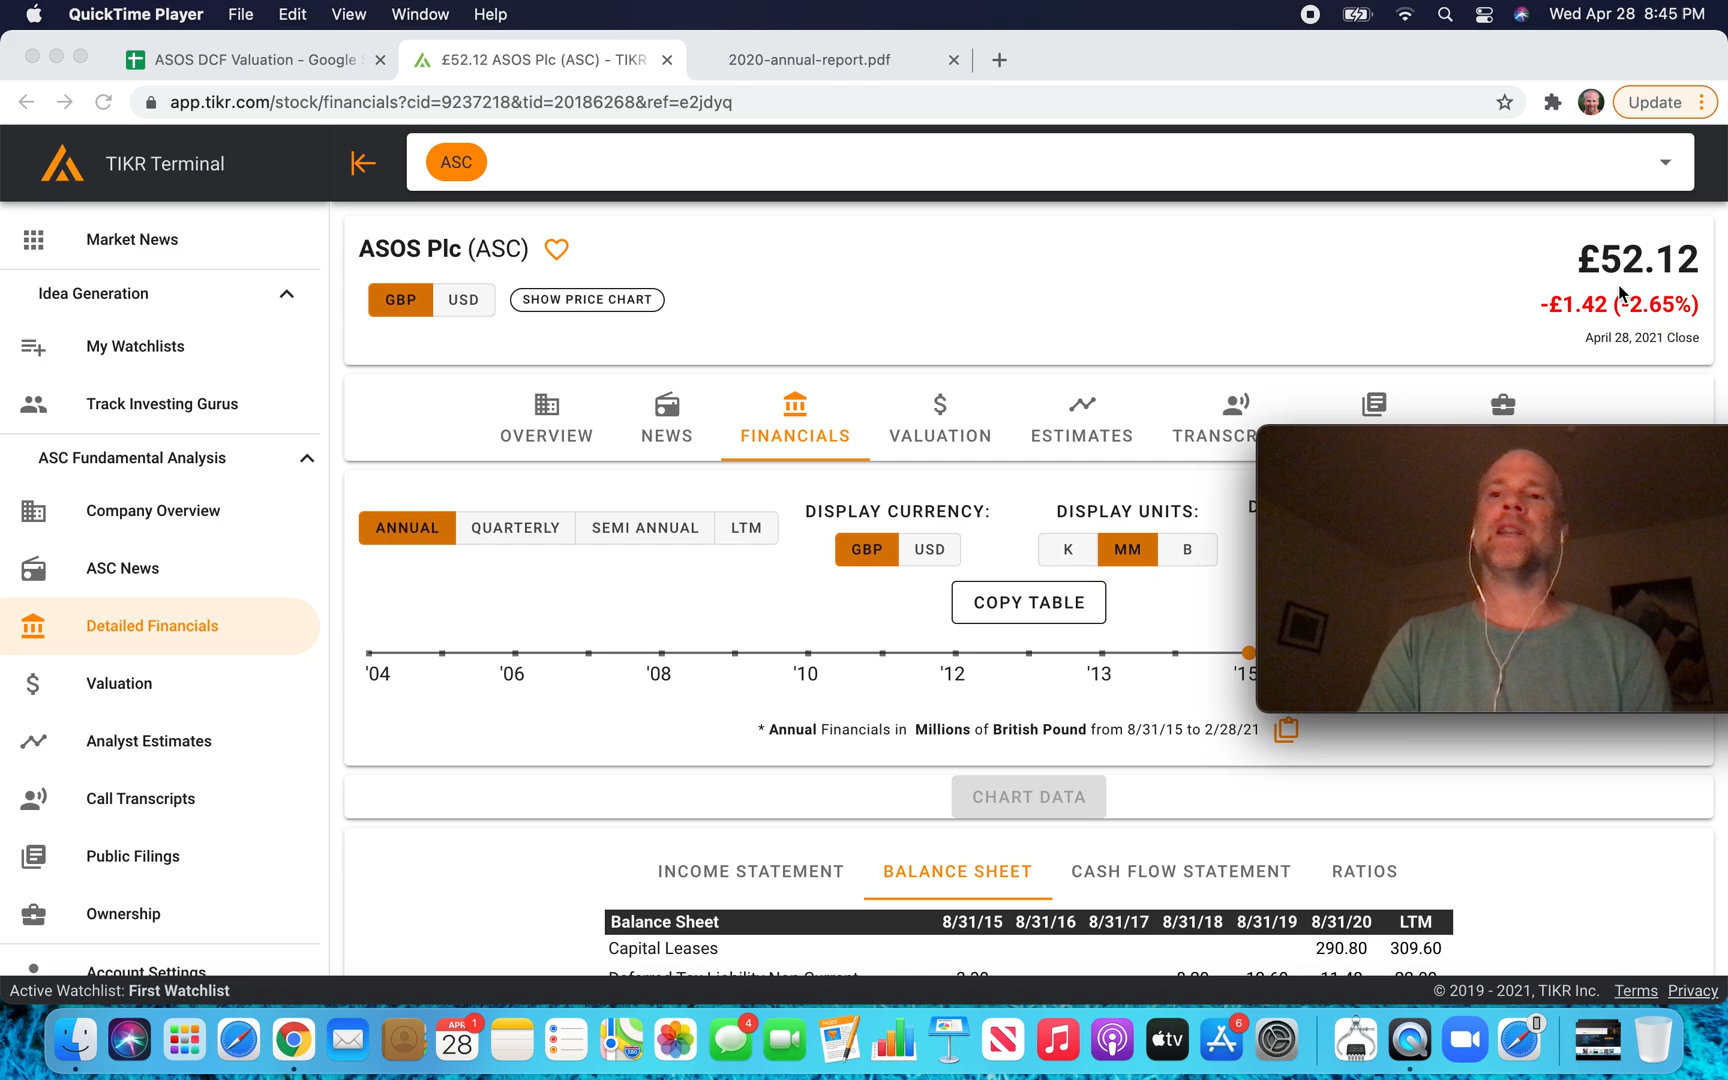 QuickTime Player File Edit View Window Help Wed Apr 28 8:45 PM
ASOS DCF Valuation - Google
£52.12 ASOS Plc (ASC) - TIKR
2020-annual-report.pdf
app.tikr.com/stock/financials?cid=9237218&tid=20186268&ref=e2jdyq
Update
TIKR Terminal
ASC
Market News
Idea Generation
My Watchlists
Track Investing Gurus
ASC Fundamental Analysis
Company Overview
ASC News
Detailed Financials
Valuation
Analyst Estimates
Call Transcripts
Public Filings
Ownership
Account Settings
ASOS Plc (ASC)
GBP USD SHOW PRICE CHART
£52.12
-£1.42 (-2.65%)
April 28, 2021 Close
OVERVIEW NEWS FINANCIALS VALUATION ESTIMATES TRANSCR
ANNUAL QUARTERLY SEMI ANNUAL LTM
DISPLAY CURRENCY:
GBP USD
DISPLAY UNITS:
K MM B
D
COPY TABLE
'04 '06 '08 '10 '12 '13 '15
* Annual Financials in Millions of British Pound from 8/31/15 to 2/28/21
CHART DATA
INCOME STATEMENT BALANCE SHEET CASH FLOW STATEMENT RATIOS
Balance Sheet 8/31/15 8/31/16 8/31/17 8/31/18 8/31/19 8/31/20 LTM
Capital Leases 290.80 309.60
Active Watchlist: First Watchlist
© 2019 - 2021, TIKR Inc. Terms Privacy
APR 1
28
4
PAGES
280
tv
6